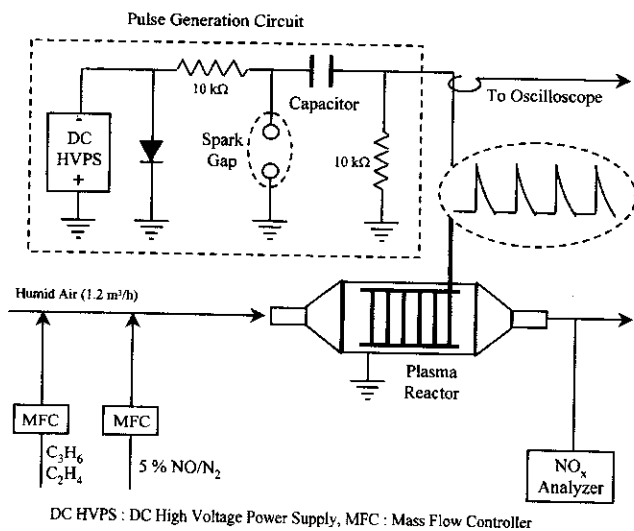 Pulse Generation Circuit
10 kΩ
Capacitor
To Oscilloscope
-
DC
HVPS
+
Spark
Gap
10 kΩ
Humid Air (1.2 m³/h)
Plasma
Reactor
MFC
MFC
C₃H₆
C₂H₄
5 % NO/N₂
NOₓ
Analyzer
DC HVPS : DC High Voltage Power Supply, MFC : Mass Flow Controller